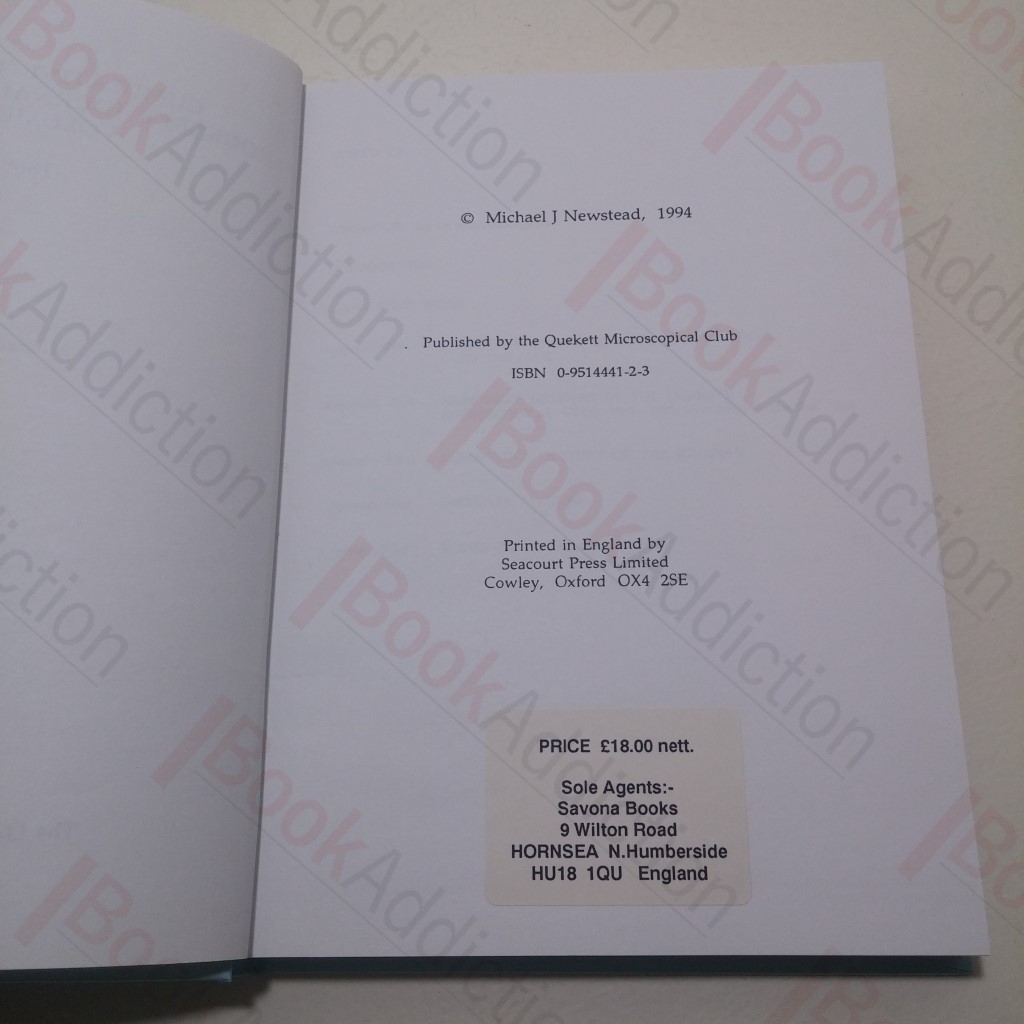 © Michael J Newstead, 1994
Published by the Quekett Microscopical Club
ISBN 0-9514441-2-3
Printed in England by
Seacourt Press Limited
Cowley, Oxford OX4 2SE
PRICE £18.00 nett.
Sole Agents:-
Savona Books
9 Wilton Road
HORNSEA N.Humberside
HU18 1QU England
BookAddiction